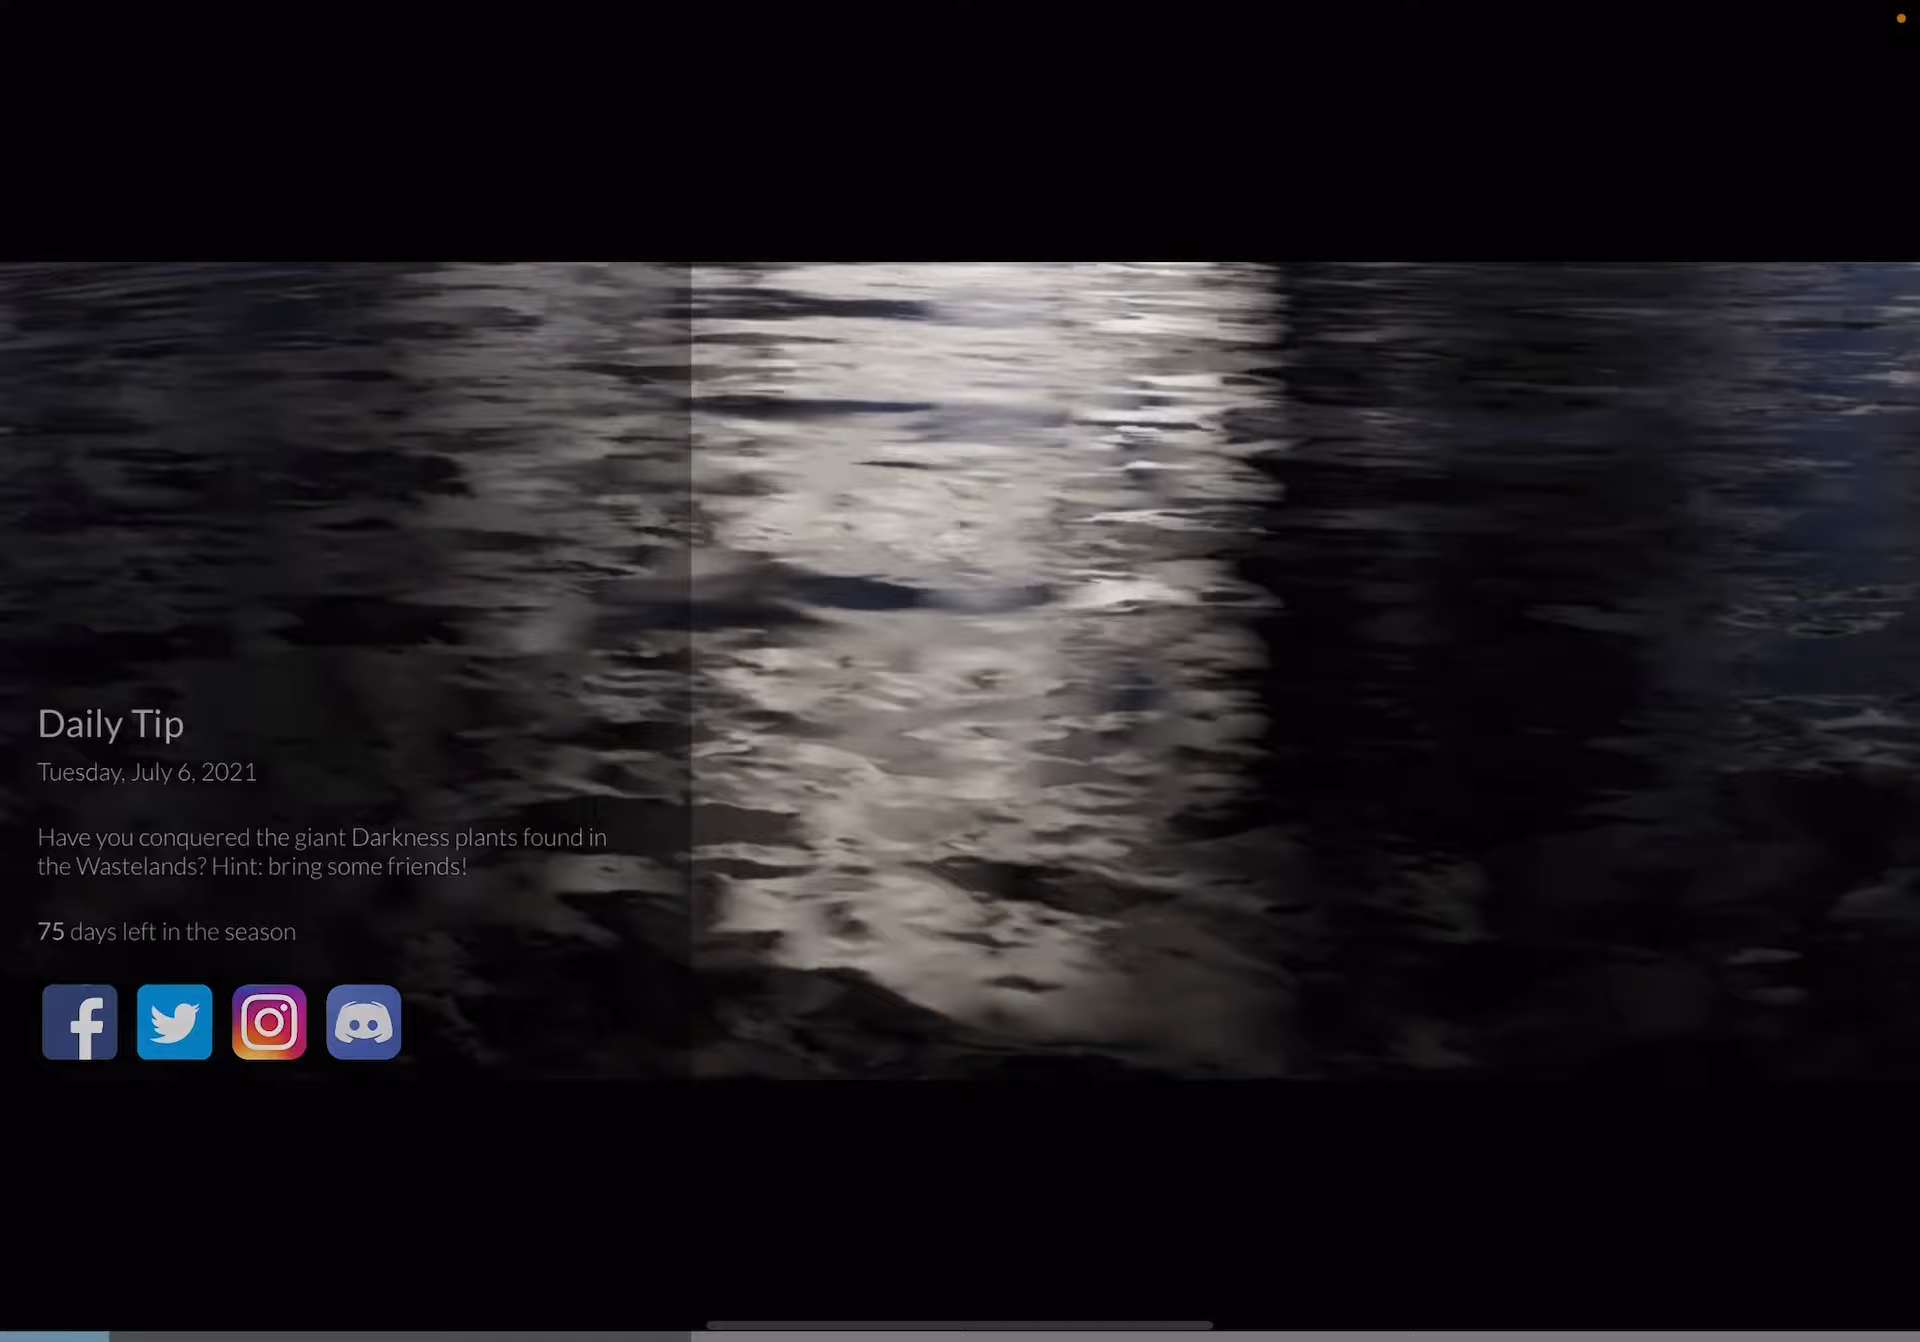 Daily Tip
Tuesday, July 6, 2021
Have you conquered the giant Darkness plants found in
the Wastelands? Hint: bring some friends!
75 days left in the season